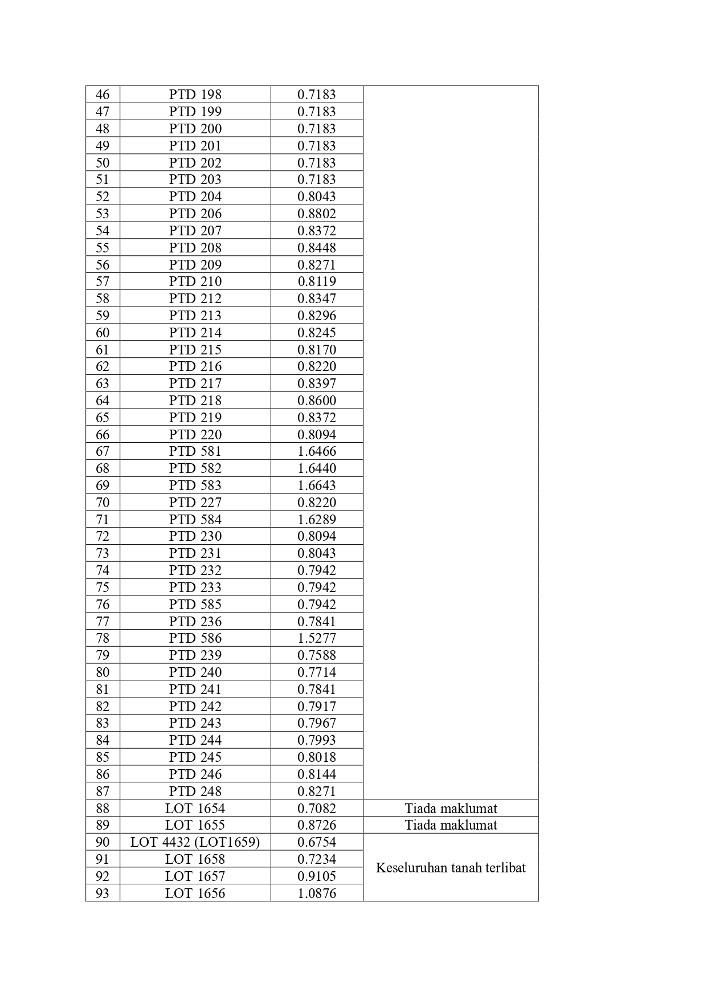 46 PTD 198 0.7183
47 PTD 199 0.7183
48 PTD 200 0.7183
49 PTD 201 0.7183
50 PTD 202 0.7183
51 PTD 203 0.7183
52 PTD 204 0.8043
53 PTD 206 0.8802
54 PTD 207 0.8372
55 PTD 208 0.8448
56 PTD 209 0.8271
57 PTD 210 0.8119
58 PTD 212 0.8347
59 PTD 213 0.8296
60 PTD 214 0.8245
61 PTD 215 0.8170
62 PTD 216 0.8220
63 PTD 217 0.8397
64 PTD 218 0.8600
65 PTD 219 0.8372
66 PTD 220 0.8094
67 PTD 581 1.6466
68 PTD 582 1.6440
69 PTD 583 1.6643
70 PTD 227 0.8220
71 PTD 584 1.6289
72 PTD 230 0.8094
73 PTD 231 0.8043
74 PTD 232 0.7942
75 PTD 233 0.7942
76 PTD 585 0.7942
77 PTD 236 0.7841
78 PTD 586 1.5277
79 PTD 239 0.7588
80 PTD 240 0.7714
81 PTD 241 0.7841
82 PTD 242 0.7917
83 PTD 243 0.7967
84 PTD 244 0.7993
85 PTD 245 0.8018
86 PTD 246 0.8144
87 PTD 248 0.8271
88 LOT 1654 0.7082 Tiada maklumat
89 LOT 1655 0.8726 Tiada maklumat
90 LOT 4432 (LOT1659) 0.6754
91 LOT 1658 0.7234
Keseluruhan tanah terlibat
92 LOT 1657 0.9105
93 LOT 1656 1.0876